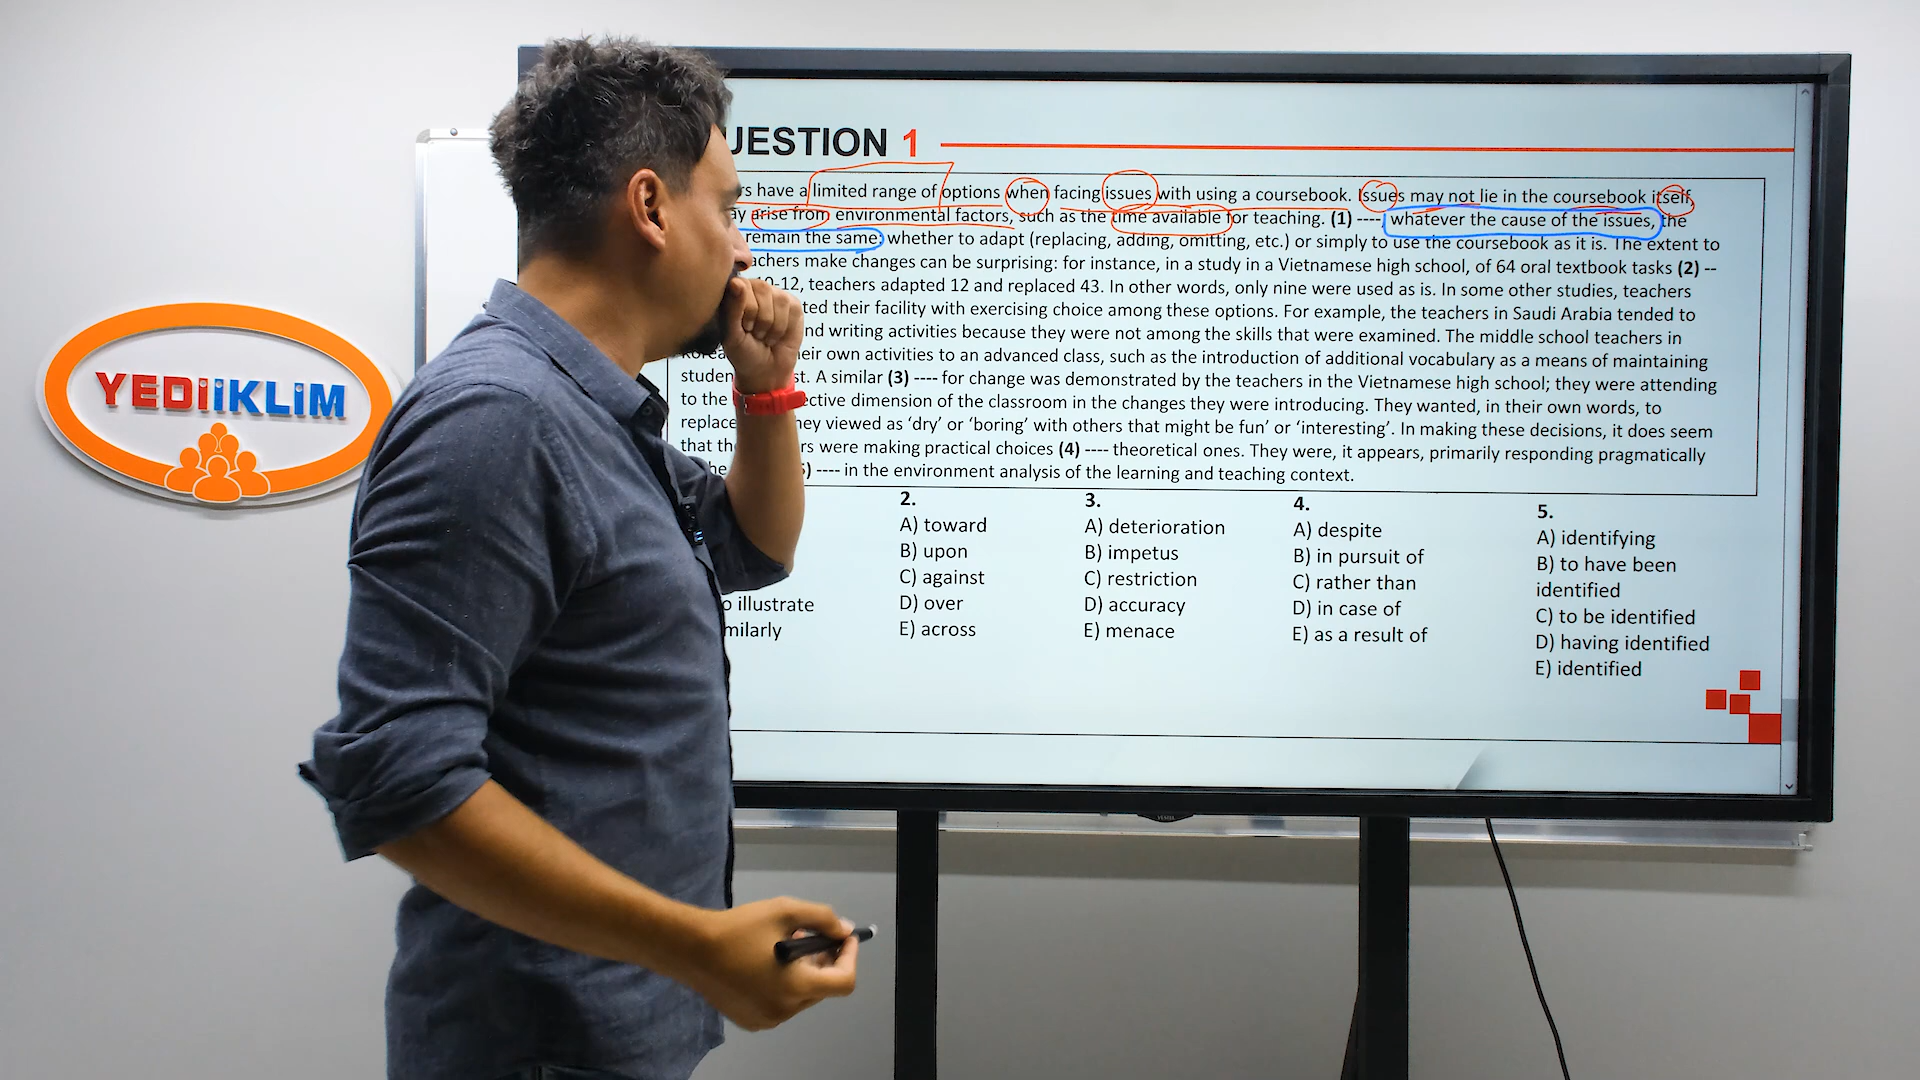 UESTION 1
rs have a limited range of options when facing issues with using a coursebook. Issues may not lie in the coursebook itself,
ay arise from environmental factors, such as the time available for teaching. (1) ----, whatever the cause of the issues, the
remain the same: whether to adapt (replacing, adding, omitting, etc.) or simply to use the coursebook as it is. The extent to
achers make changes can be surprising: for instance, in a study in a Vietnamese high school, of 64 oral textbook tasks (2) --
10-12, teachers adapted 12 and replaced 43. In other words, only nine were used as is. In some other studies, teachers
ted their facility with exercising choice among these options. For example, the teachers in Saudi Arabia tended to
nd writing activities because they were not among the skills that were examined. The middle school teachers in
Korea eir own activities to an advanced class, such as the introduction of additional vocabulary as a means of maintaining
studen st. A similar (3) ---- for change was demonstrated by the teachers in the Vietnamese high school; they were attending
to the ective dimension of the classroom in the changes they were introducing. They wanted, in their own words, to
replace hey viewed as ‘dry’ or ‘boring’ with others that might be fun’ or ‘interesting’. In making these decisions, it does seem
that the rs were making practical choices (4) ---- theoretical ones. They were, it appears, primarily responding pragmatically
) ---- in the environment analysis of the learning and teaching context.
o illustrate
milarly
2.
A) toward
B) upon
C) against
D) over
E) across
3.
A) deterioration
B) impetus
C) restriction
D) accuracy
E) menace
4.
A) despite
B) in pursuit of
C) rather than
D) in case of
E) as a result of
5.
A) identifying
B) to have been
identified
C) to be identified
D) having identified
E) identified
YEDiiKLiM